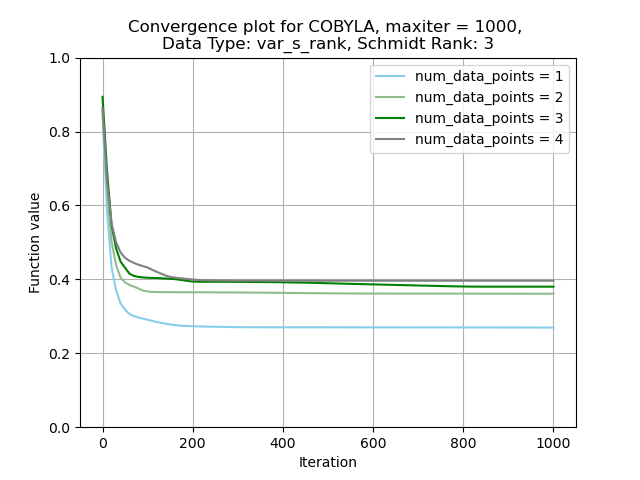 Convergence plot for COBYLA, maxiter = 1000,
Data Type: var_s_rank, Schmidt Rank: 3
num_data_points = 1
num_data_points = 2
num_data_points = 3
num_data_points = 4
Function value
1.0
0.8
0.6
0.4
0.2
0.0
0 200 400 600 800 1000
Iteration